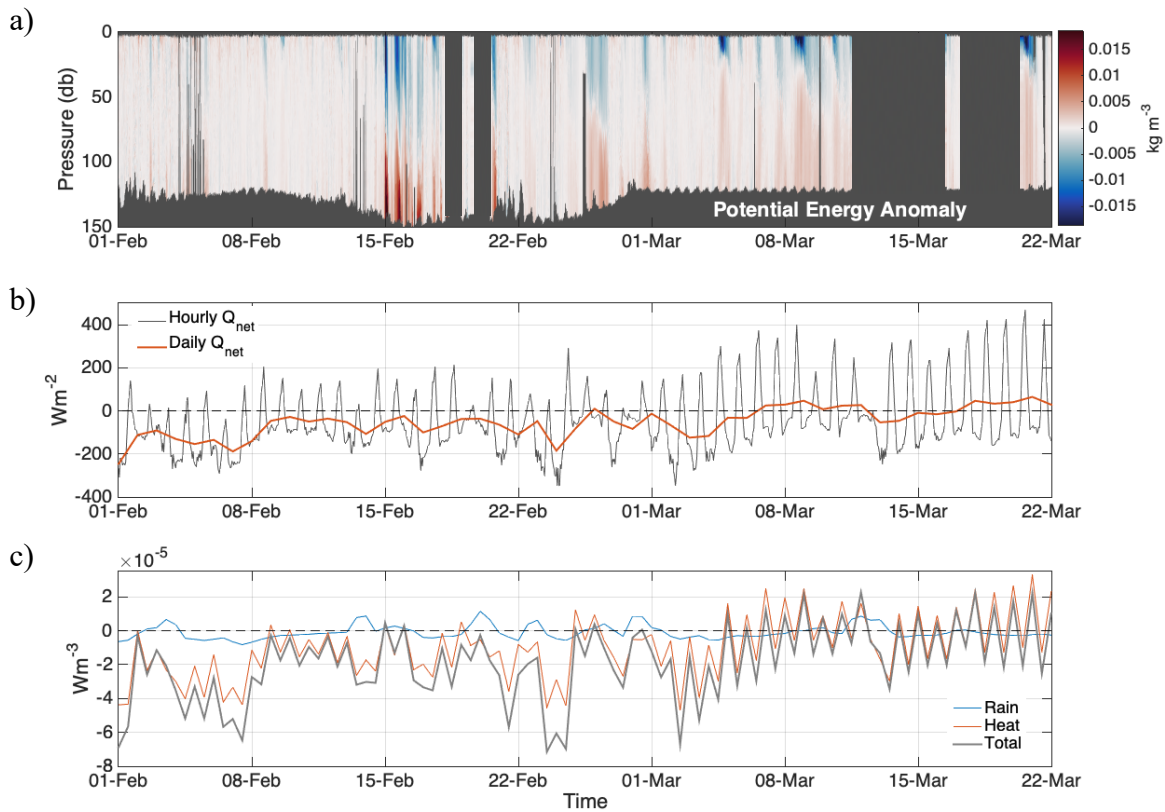 a)
0
50
100
150
Pressure (db)
Potential Energy Anomaly
0.015
0.01
0.005
0
-0.005
-0.01
-0.015
kg m⁻³
01-Feb 08-Feb 15-Feb 22-Feb 01-Mar 08-Mar 15-Mar 22-Mar
b)
Hourly Qnet
Daily Qnet
400
200
0
-200
-400
Wm⁻²
01-Feb 08-Feb 15-Feb 22-Feb 01-Mar 08-Mar 15-Mar 22-Mar
c)
×10⁻⁵
2
0
-2
-4
-6
-8
Wm⁻³
Rain
Heat
Total
01-Feb 08-Feb 15-Feb 22-Feb 01-Mar 08-Mar 15-Mar 22-Mar
Time